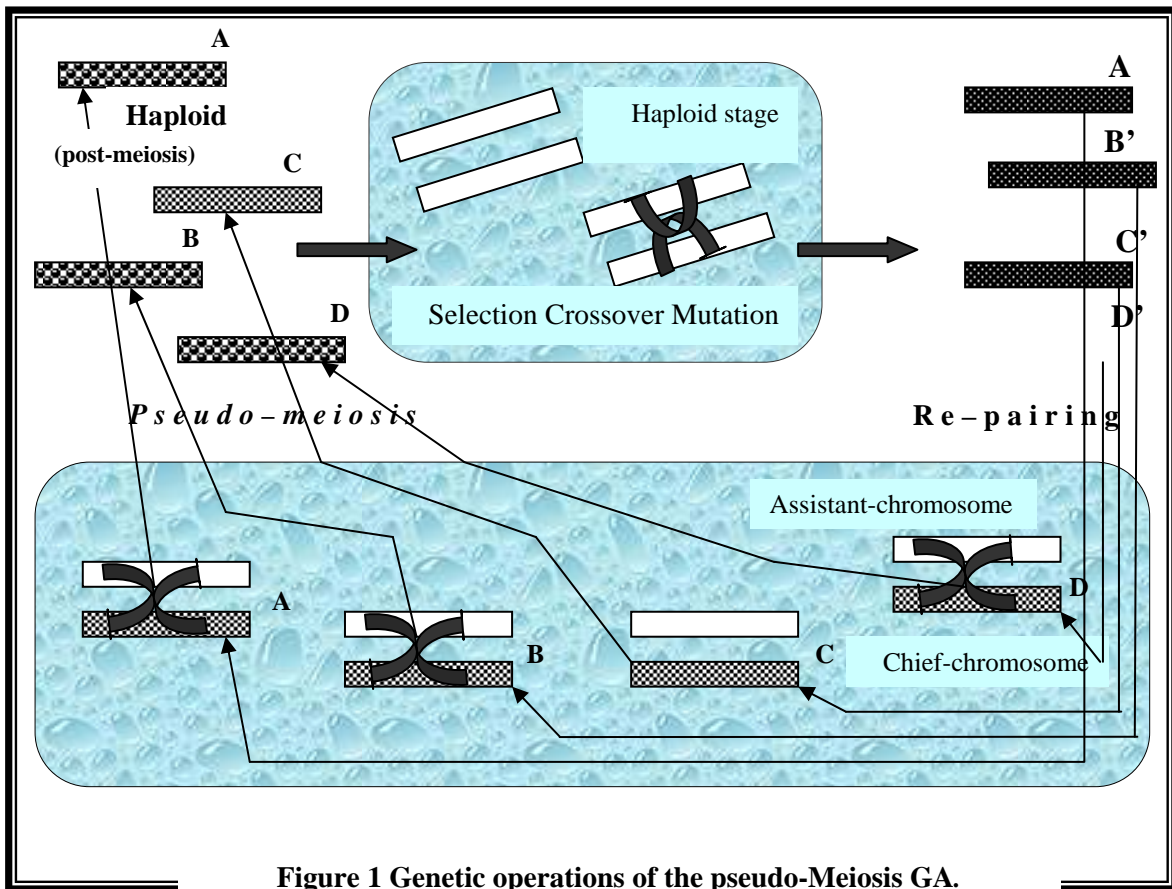 A
Haploid
(post-meiosis)
C
B
D
Haploid stage
Selection Crossover Mutation
A
B’
C’
D’
Pseudo–meiosis
Re–pairing
Assistant-chromosome
A
B
C
D
Chief-chromosome
Figure 1 Genetic operations of the pseudo-Meiosis GA.